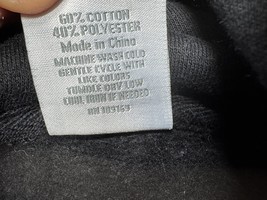 60% COTTON
40% POLYESTER
Made in China
MACHINE WASH COLD
GENTLE CYCLE WITH
LIKE COLORS
TUMBLE DRY LOW
COOL IRON IF NEEDED
RN